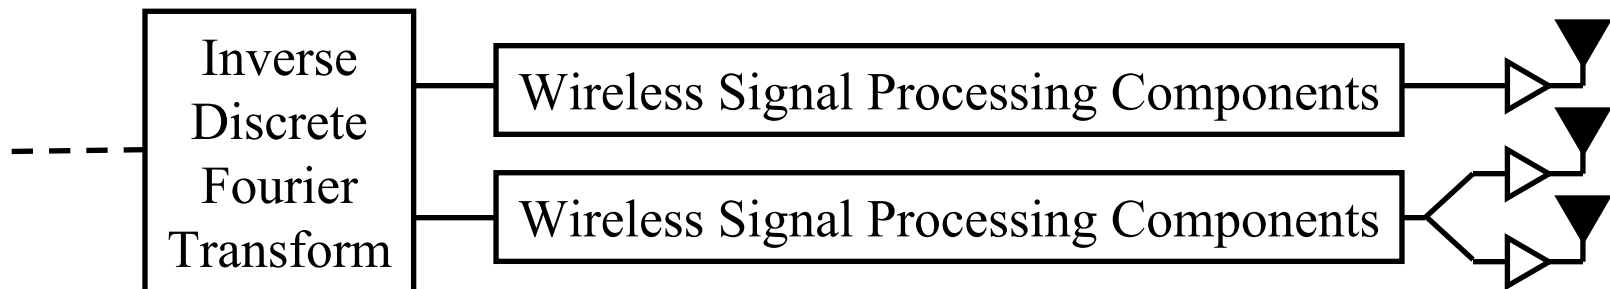 Inverse
Discrete
Fourier
Transform
Wireless Signal Processing Components
Wireless Signal Processing Components